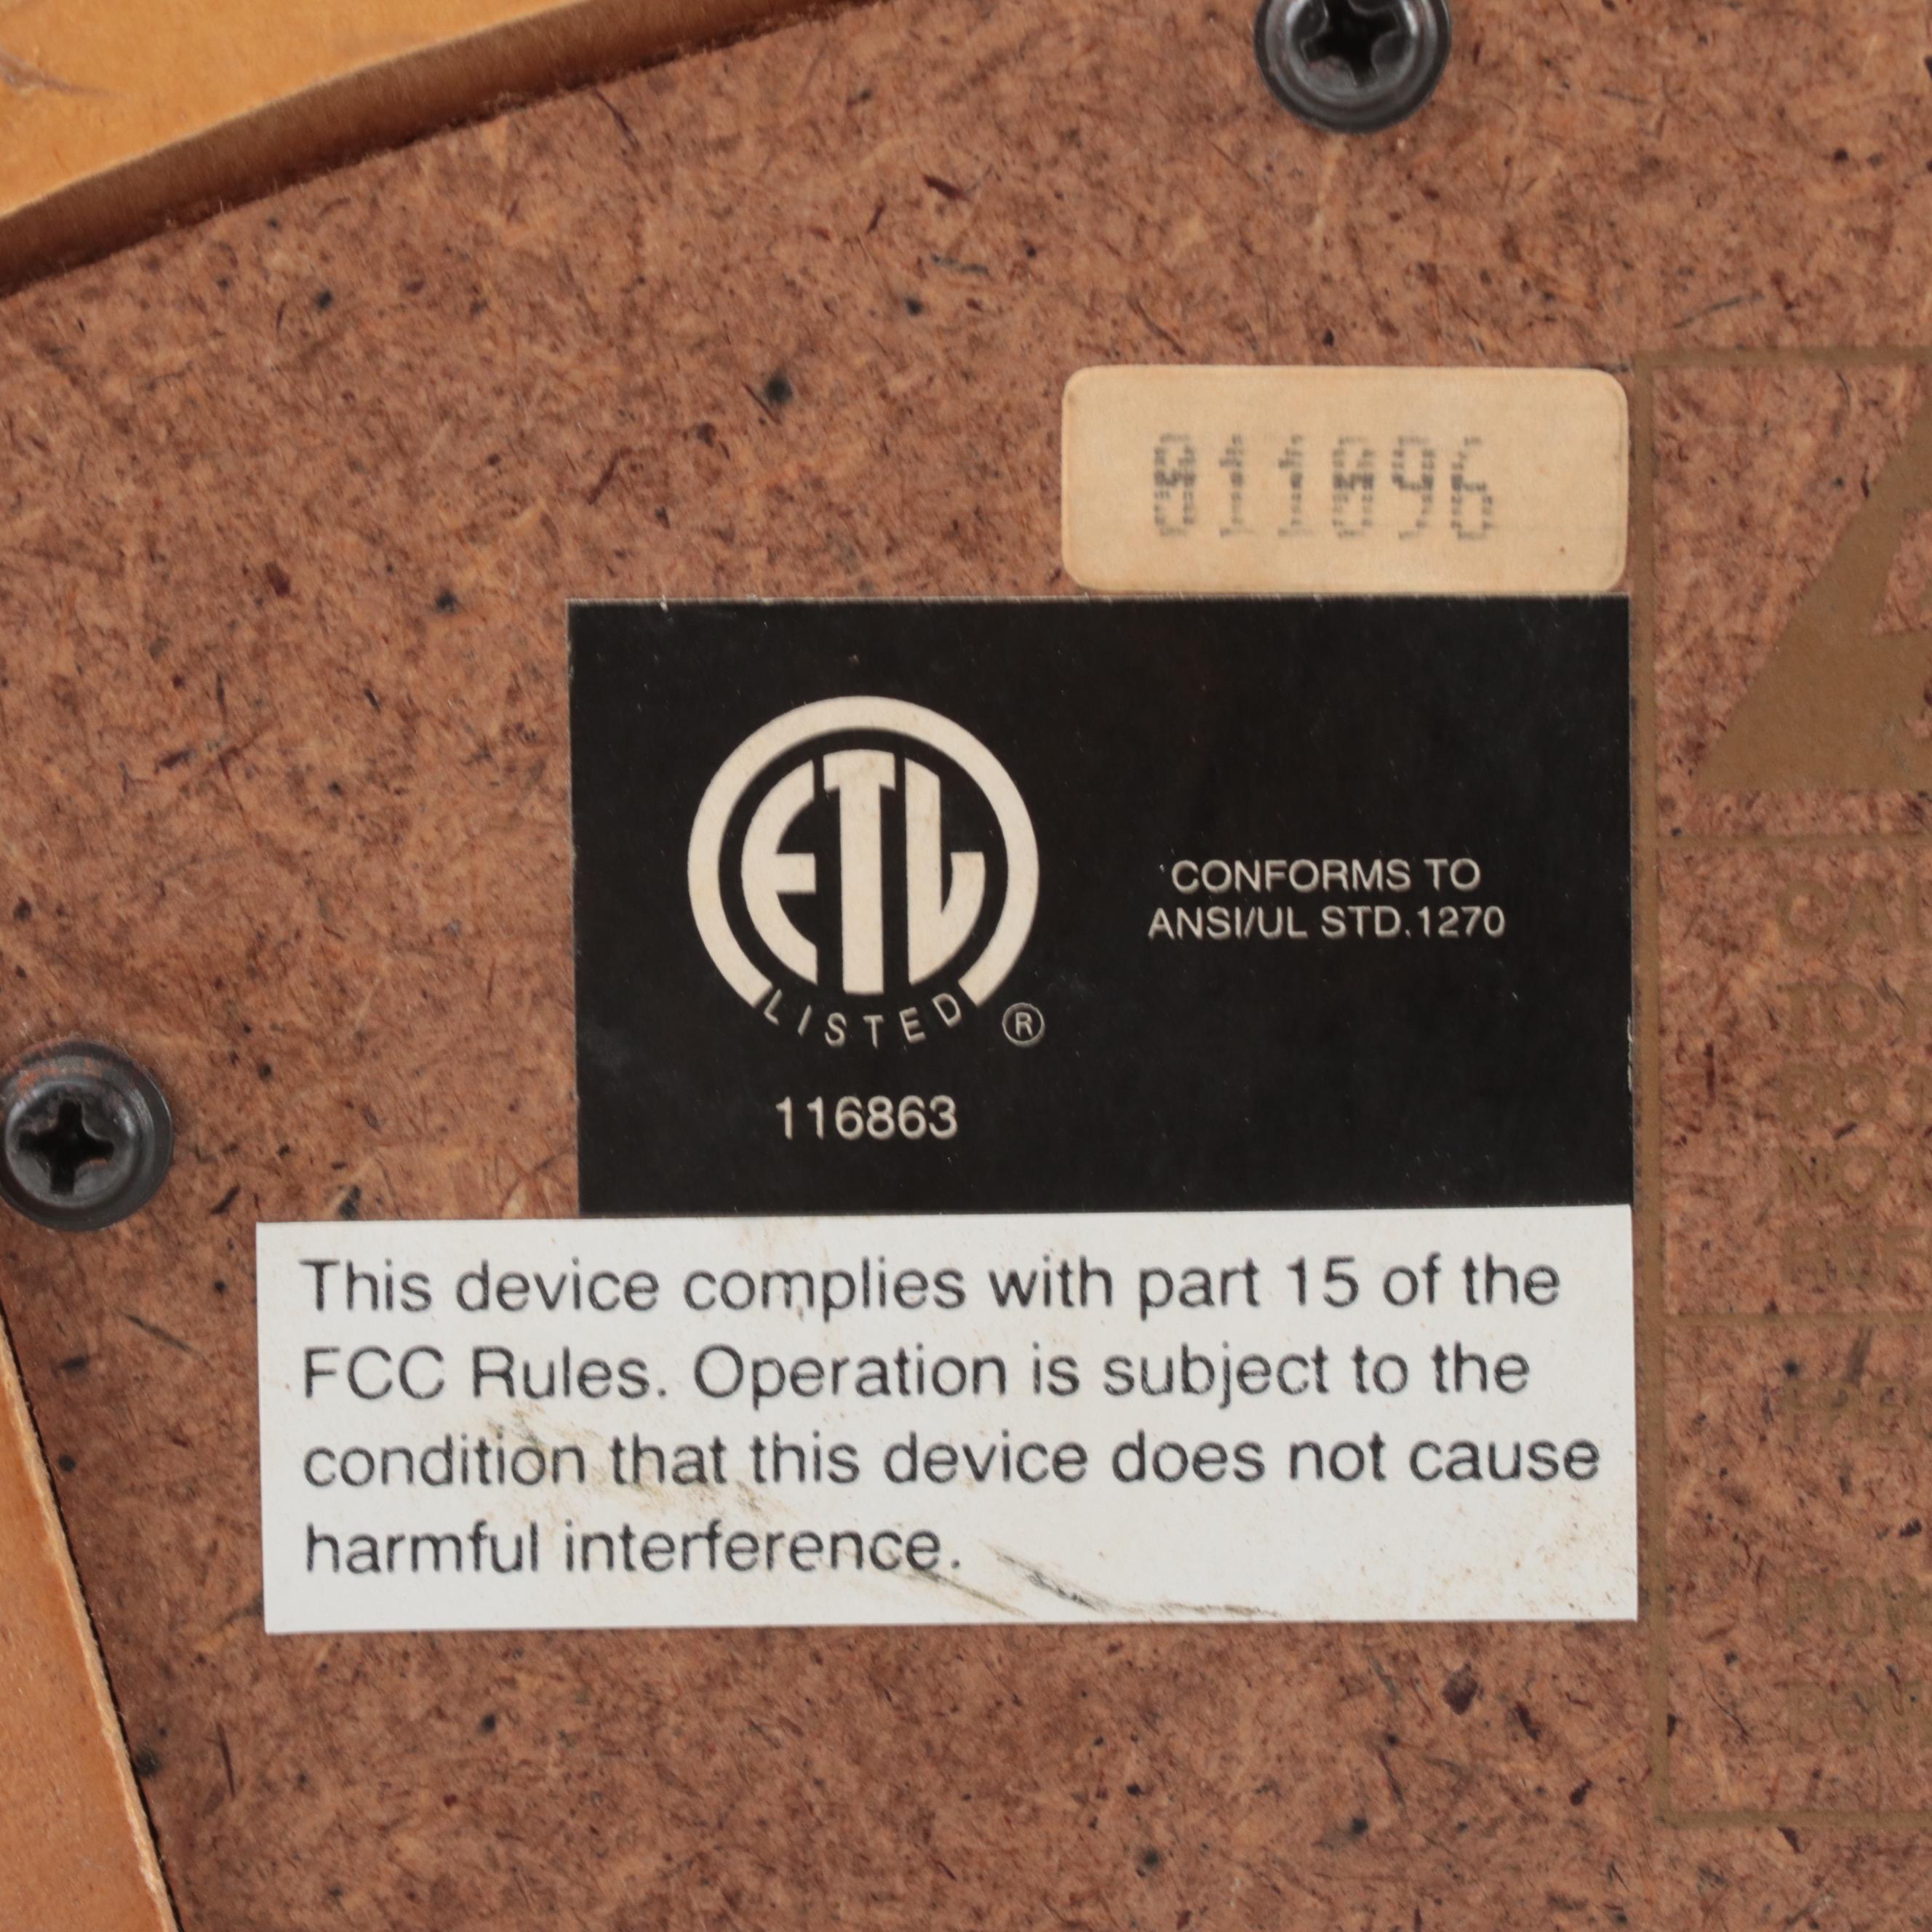 011096
ETL
LISTED ®
116863
CONFORMS TO
ANSI/UL STD.1270
This device complies with part 15 of the
FCC Rules. Operation is subject to the
condition that this device does not cause
harmful interference.